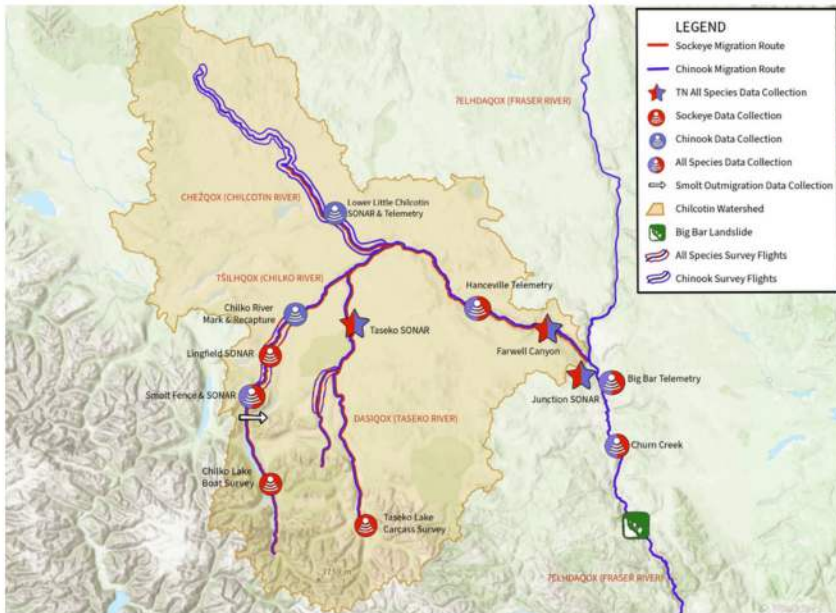 LEGEND
Sockeye Migration Route
Chinook Migration Route
TN All Species Data Collection
Sockeye Data Collection
Chinook Data Collection
All Species Data Collection
Smolt Outmigration Data Collection
Chilcotin Watershed
Big Bar Landslide
All Species Survey Flights
Chinook Survey Flights
ʔELHDAQOX (FRASER RIVER)
CHEẐQOX (CHILCOTIN RIVER)
Lower Little Chilcotin
SONAR & Telemetry
ʔŜILHQOX (CHILKO RIVER)
Hanceville Telemetry
Chilko River
Mark & Recapture
Taseko SONAR
Farwell Canyon
Lingfield SONAR
Big Bar Telemetry
Smolt Fence & SONAR
Junction SONAR
DASIQOX (TASEKO RIVER)
Churn Creek
Chilko Lake
Boat Survey
Taseko Lake
Carcass Survey
ʔELHDAQOX (FRASER RIVER)